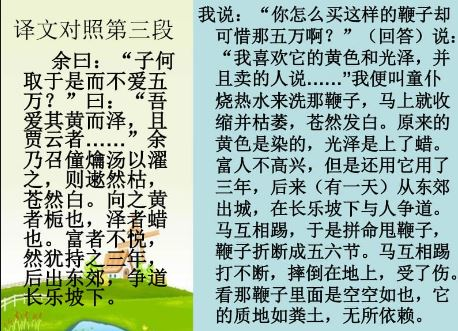 译文对照第三段
余曰：“子何
取于是而不爱五
万？”曰：“吾
爱其黄而泽，且
贾云者……”余
乃召僮爚汤以濯
之，则遬然枯，
苍然白。向之黄
者栀也，泽者蜡
也。富者不悦，
然犹持之三年，
后出东郊，争道
长乐坂下。
我说：“你怎么买这样的鞭子却
可惜那五万啊？”（回答）说：
“我喜欢它的黄色和光泽，并
且卖的人说……”我便叫童仆
烧热水来洗那鞭子，马上就收
缩并枯萎，苍然发白。原来的
黄色是染的，光泽是上了蜡。
富人不高兴，但是还用它用了
三年，后来（有一天）从东郊
出城，在长乐坡下与人争道。
马互相踢，于是拼命甩鞭子，
鞭子折断成五六节。马互相踢
打不断，摔倒在地上，受了伤。
看那鞭子里面是空空如也，它
的质地如粪土，无所依赖。